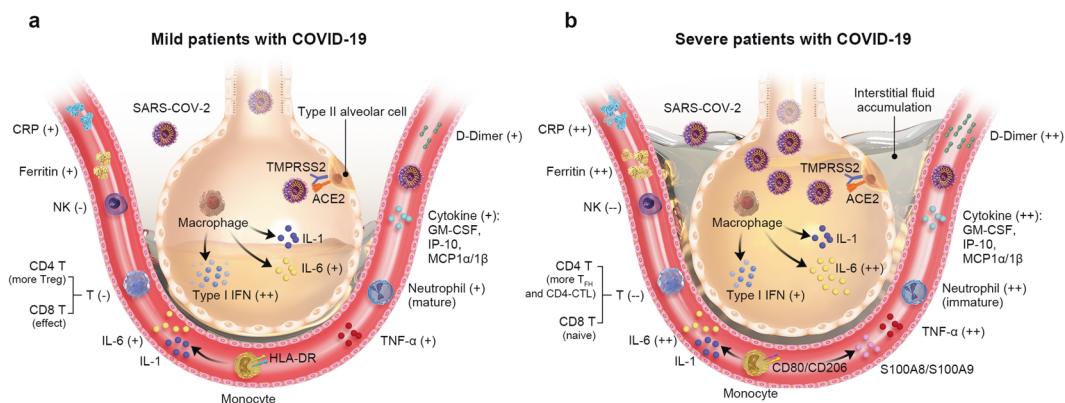 a
Mild patients with COVID-19
SARS-COV-2
Type II alveolar cell
CRP (+)
D-Dimer (+)
Ferritin (+)
TMPRSS2
ACE2
NK (-)
Macrophage
Cytokine (+):
GM-CSF,
IP-10,
MCP1α/1β
IL-1
IL-6 (+)
CD4 T
(more Treg)
T (-)
CD8 T
(effect)
Type I IFN (++)
Neutrophil (+)
(mature)
IL-6 (+)
IL-1
HLA-DR
TNF-α (+)
Monocyte
b
Severe patients with COVID-19
SARS-COV-2
Interstitial fluid
accumulation
CRP (++)
D-Dimer (++)
Ferritin (++)
TMPRSS2
ACE2
NK (--)
Macrophage
Cytokine (++):
GM-CSF,
IP-10,
MCP1α/1β
IL-1
IL-6 (++)
CD4 T
(more TFH
and CD4-CTL)
T (--)
CD8 T
(naive)
Type I IFN (+)
Neutrophil (++)
(immature)
IL-6 (++)
IL-1
CD80/CD206
TNF-α (++)
S100A8/S100A9
Monocyte